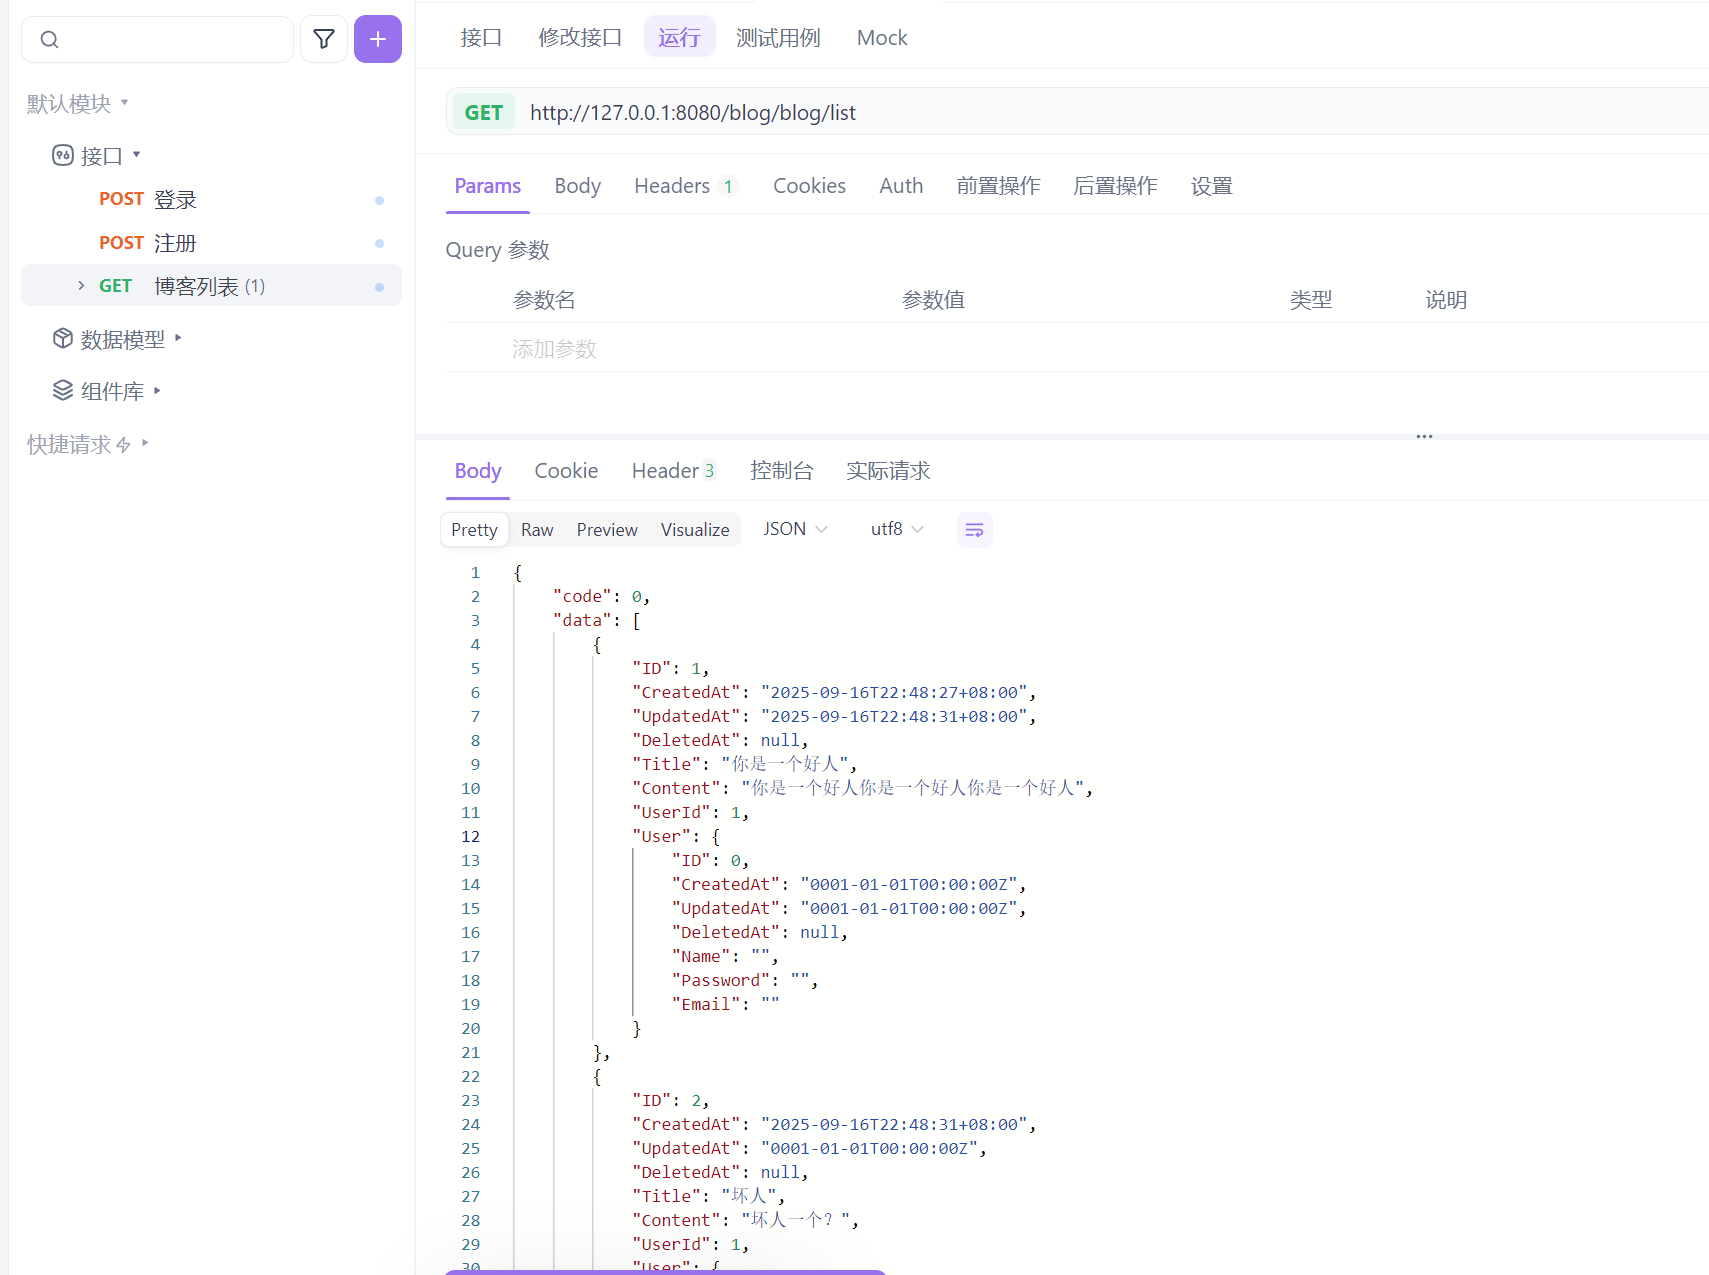 默认模块
接口
POST 登录
POST 注册
GET 博客列表 (1)
数据模型
组件库
快捷请求
接口 修改接口 运行 测试用例 Mock
GET http://127.0.0.1:8080/blog/blog/list
Params Body Headers 1 Cookies Auth 前置操作 后置操作 设置
Query 参数
参数名 参数值 类型 说明
添加参数
Body Cookie Header 3 控制台 实际请求
Pretty Raw Preview Visualize JSON utf8
1 {
2 "code": 0,
3 "data": [
4 {
5 "ID": 1,
6 "CreatedAt": "2025-09-16T22:48:27+08:00",
7 "UpdatedAt": "2025-09-16T22:48:31+08:00",
8 "DeletedAt": null,
9 "Title": "你是一个好人",
10 "Content": "你是一个好人你是一个好人你是一个好人",
11 "UserId": 1,
12 "User": {
13 "ID": 0,
14 "CreatedAt": "0001-01-01T00:00:00Z",
15 "UpdatedAt": "0001-01-01T00:00:00Z",
16 "DeletedAt": null,
17 "Name": "",
18 "Password": "",
19 "Email": ""
20 }
21 },
22 {
23 "ID": 2,
24 "CreatedAt": "2025-09-16T22:48:31+08:00",
25 "UpdatedAt": "0001-01-01T00:00:00Z",
26 "DeletedAt": null,
27 "Title": "坏人",
28 "Content": "坏人一个？",
29 "UserId": 1,
30 "User": {